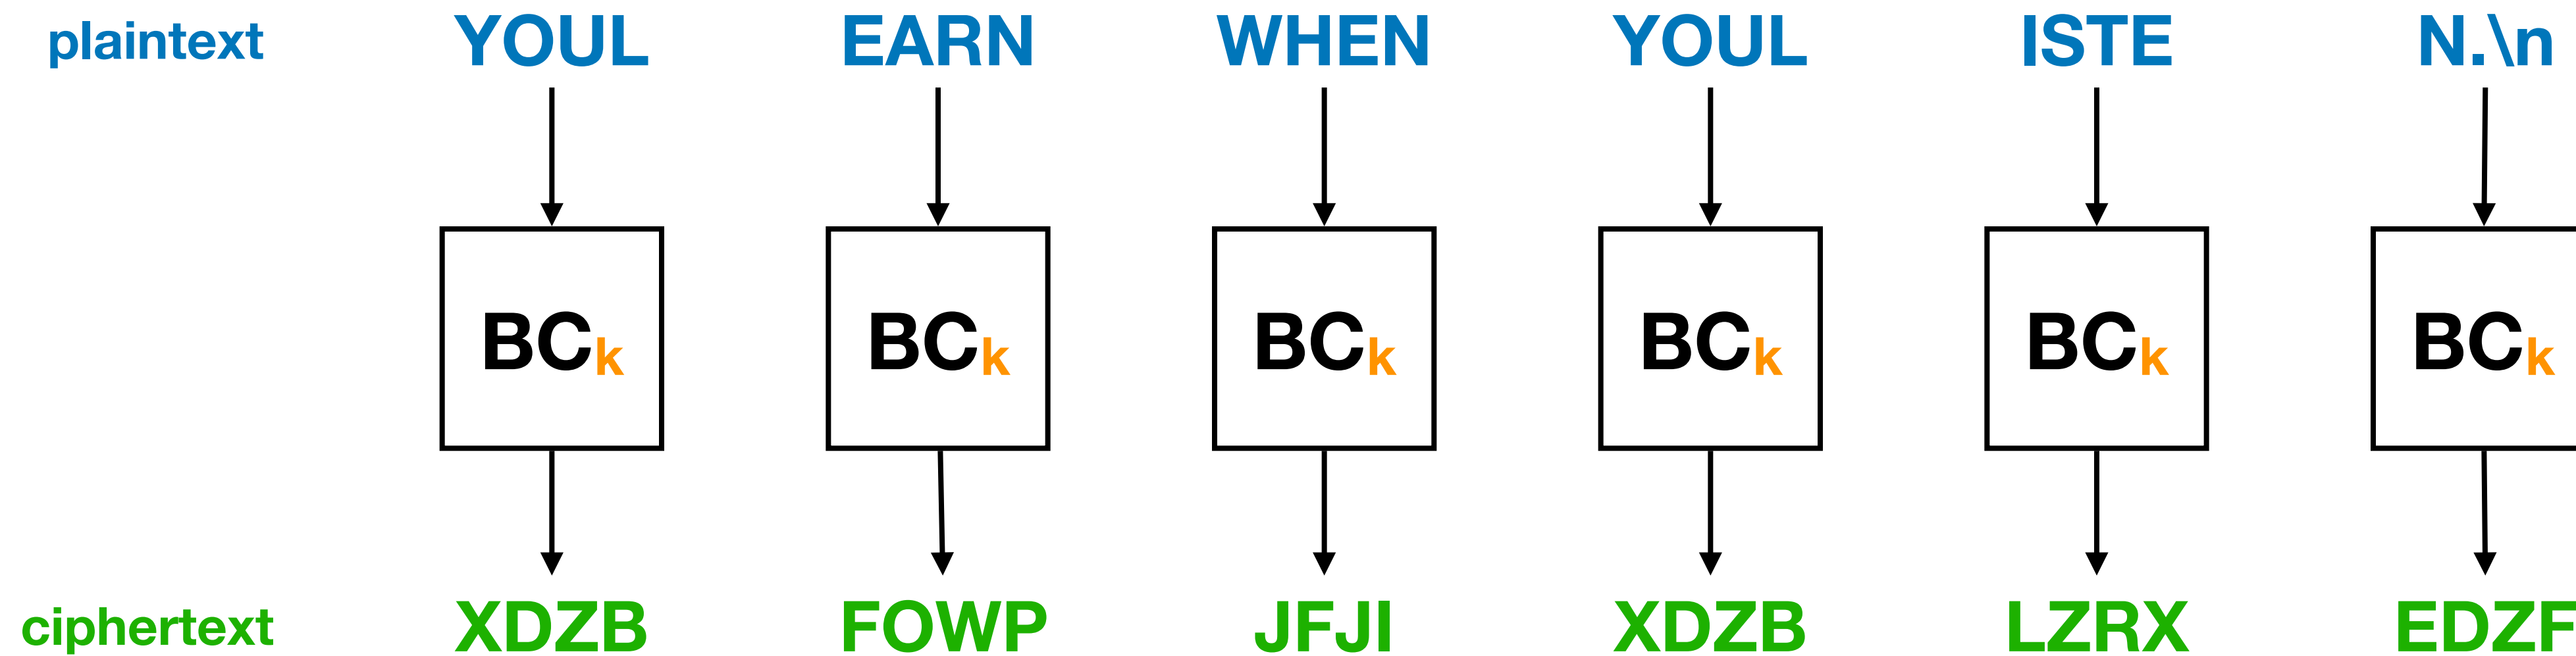 plaintext YOUL EARN WHEN YOUL ISTE N.\n
BCk BCk BCk BCk BCk BCk
ciphertext XDZB FOWP JFJI XDZB LZRX EDZF